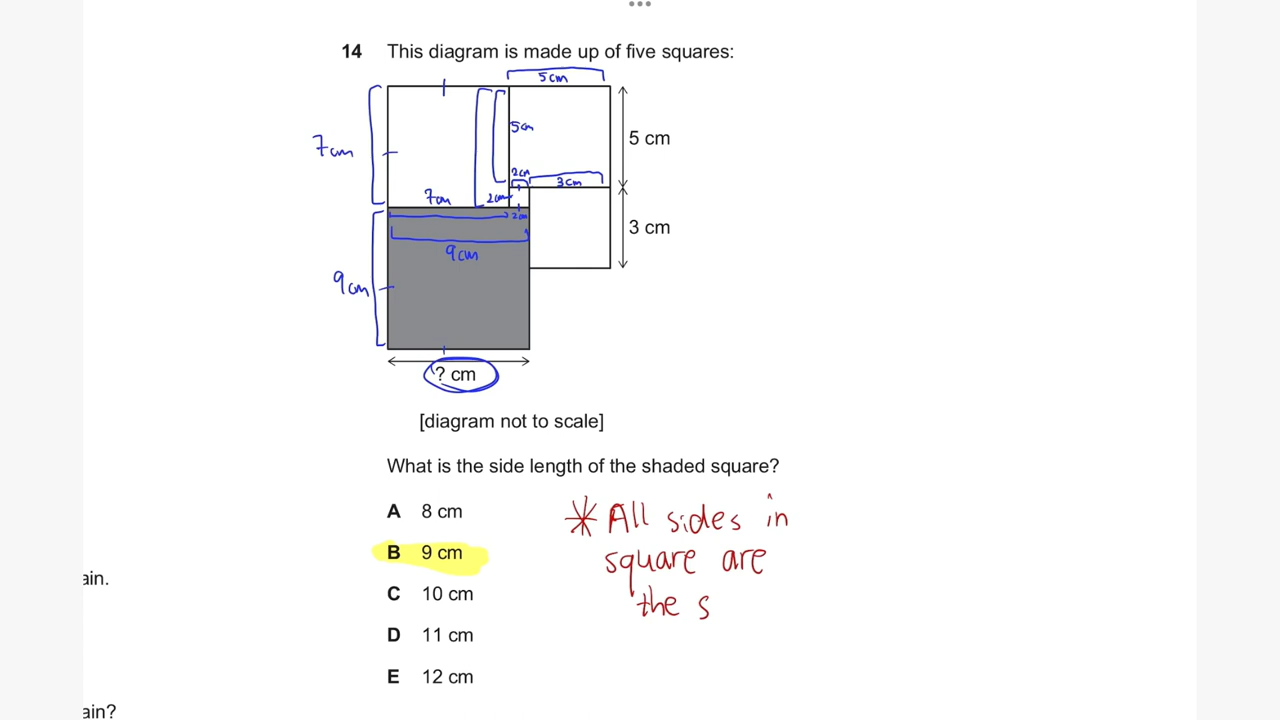 14 This diagram is made up of five squares:
5cm
5 cm
7cm
5cm
2cm
3cm
7cm
2cm
2cm
3 cm
9cm
9cm
? cm
[diagram not to scale]
What is the side length of the shaded square?
A 8 cm
* All sides in
B 9 cm
square are
ain.
C 10 cm
the s
D 11 cm
E 12 cm
ain?